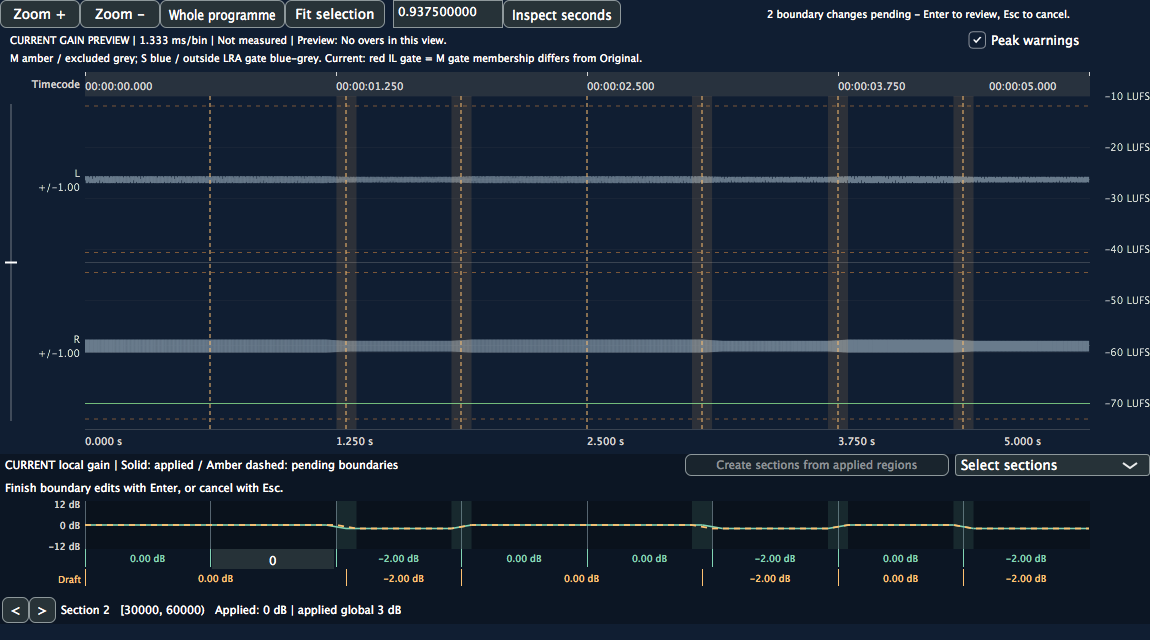 Zoom + Zoom − Whole programme Fit selection 0.937500000 Inspect seconds 2 boundary changes pending – Enter to review, Esc to cancel.
CURRENT GAIN PREVIEW | 1.333 ms/bin | Not measured | Preview: No overs in this view. Peak warnings
M amber / excluded grey; S blue / outside LRA gate blue-grey. Current: red IL gate = M gate membership differs from Original.
Timecode 00:00:00.000 00:00:01.250 00:00:02.500 00:00:03.750 00:00:05.000
−10 LUFS
−20 LUFS
L
+/−1.00
−30 LUFS
−40 LUFS
−50 LUFS
R
+/−1.00
−60 LUFS
−70 LUFS
0.000 s 1.250 s 2.500 s 3.750 s 5.000 s
CURRENT local gain | Solid: applied / Amber dashed: pending boundaries Create sections from applied regions Select sections
Finish boundary edits with Enter, or cancel with Esc.
12 dB
0 dB
−12 dB
0.00 dB 0 −2.00 dB 0.00 dB 0.00 dB −2.00 dB 0.00 dB −2.00 dB
Draft 0.00 dB −2.00 dB 0.00 dB −2.00 dB 0.00 dB −2.00 dB
< > Section 2 [30000, 60000) Applied: 0 dB | applied global 3 dB